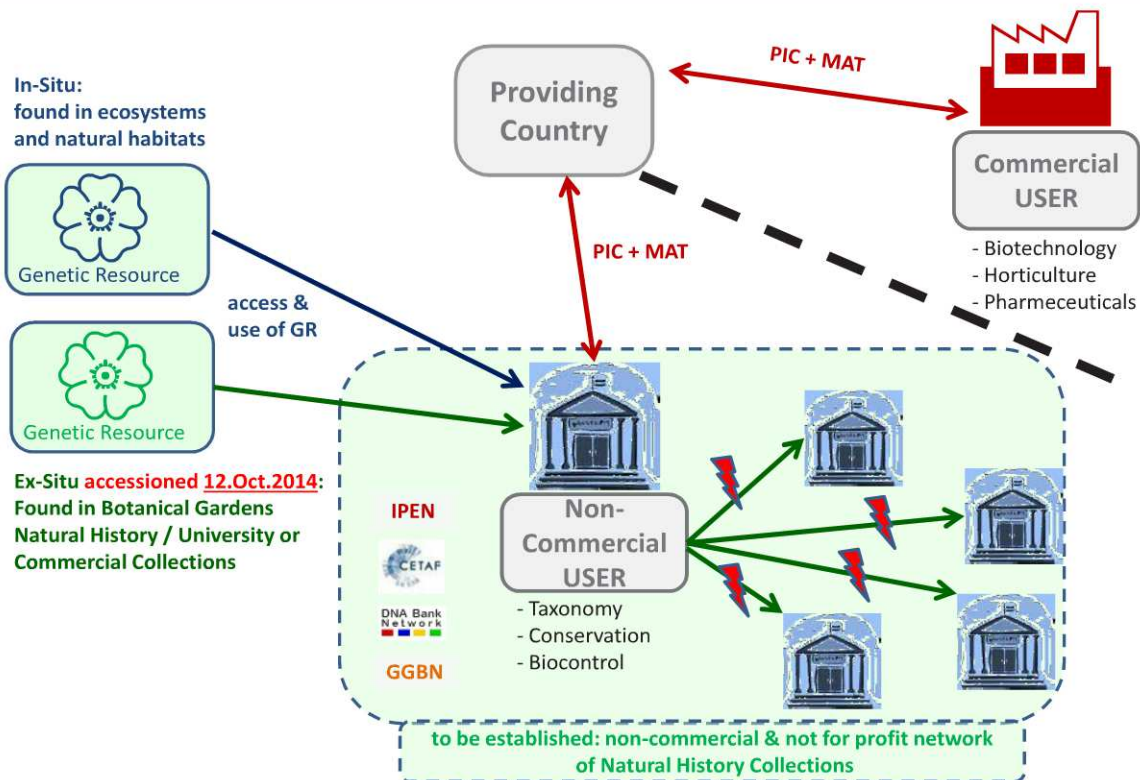 In-Situ:
found in ecosystems
and natural habitats
Genetic Resource
Genetic Resource
Ex-Situ accessioned 12.Oct.2014:
Found in Botanical Gardens
Natural History / University or
Commercial Collections
access &
use of GR
Providing
Country
PIC + MAT
PIC + MAT
Commercial
USER
- Biotechnology
- Horticulture
- Pharmeceuticals
IPEN
CETAF
DNA Bank
Network
GGBN
Non-
Commercial
USER
- Taxonomy
- Conservation
- Biocontrol
to be established: non-commercial & not for profit network
of Natural History Collections